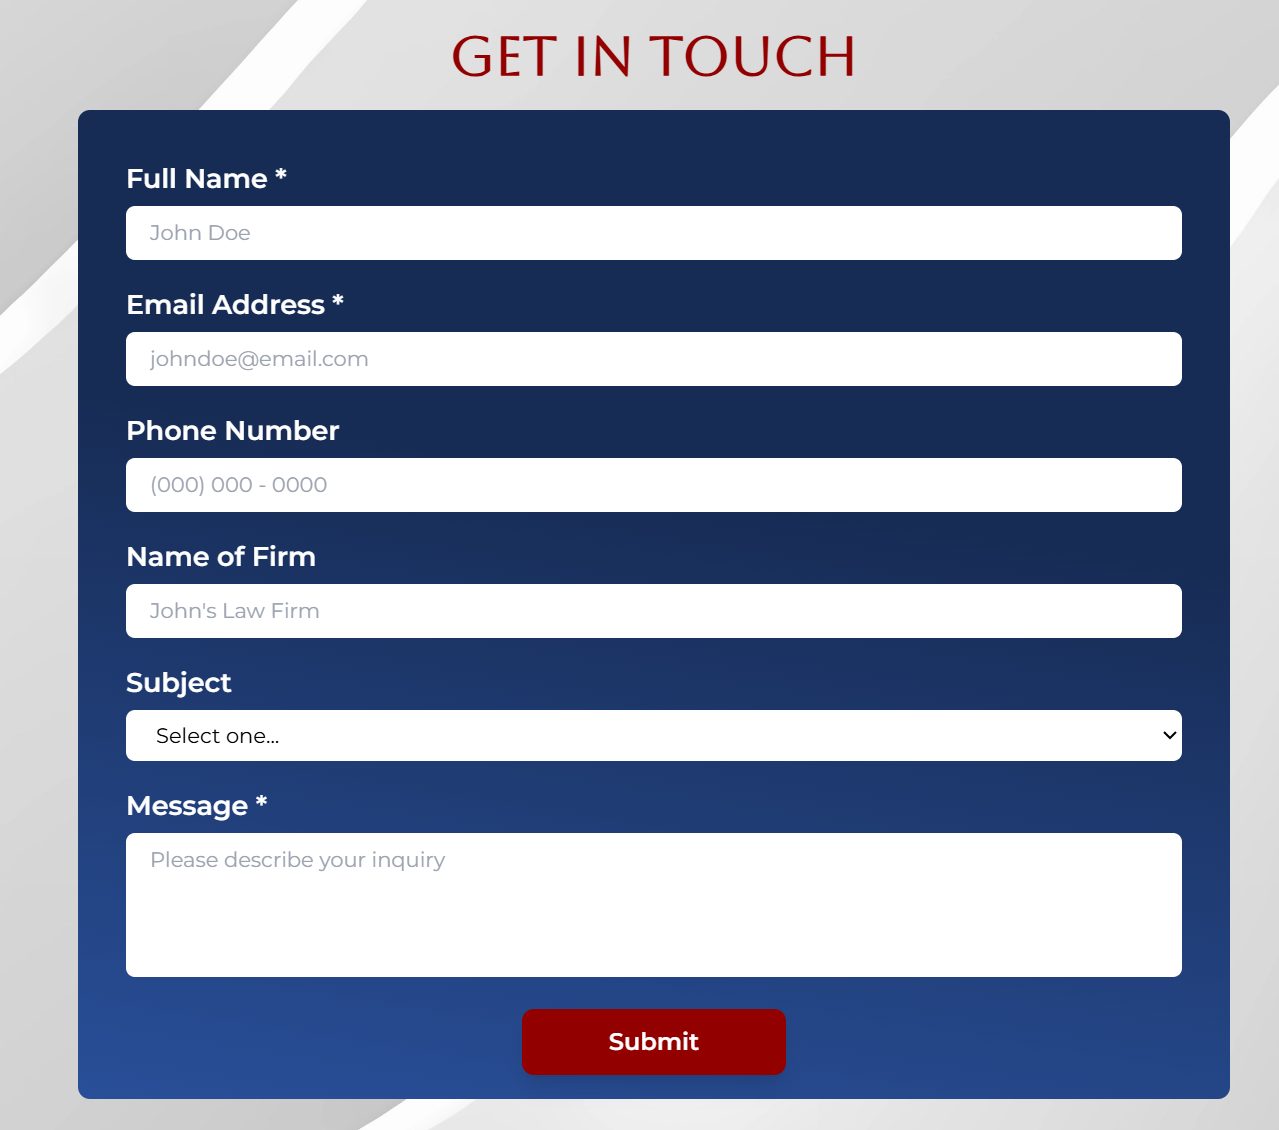 GET IN TOUCH
Full Name *
John Doe
Email Address *
johndoe@email.com
Phone Number
(000) 000 - 0000
Name of Firm
John's Law Firm
Subject
Select one...
Message *
Please describe your inquiry
Submit